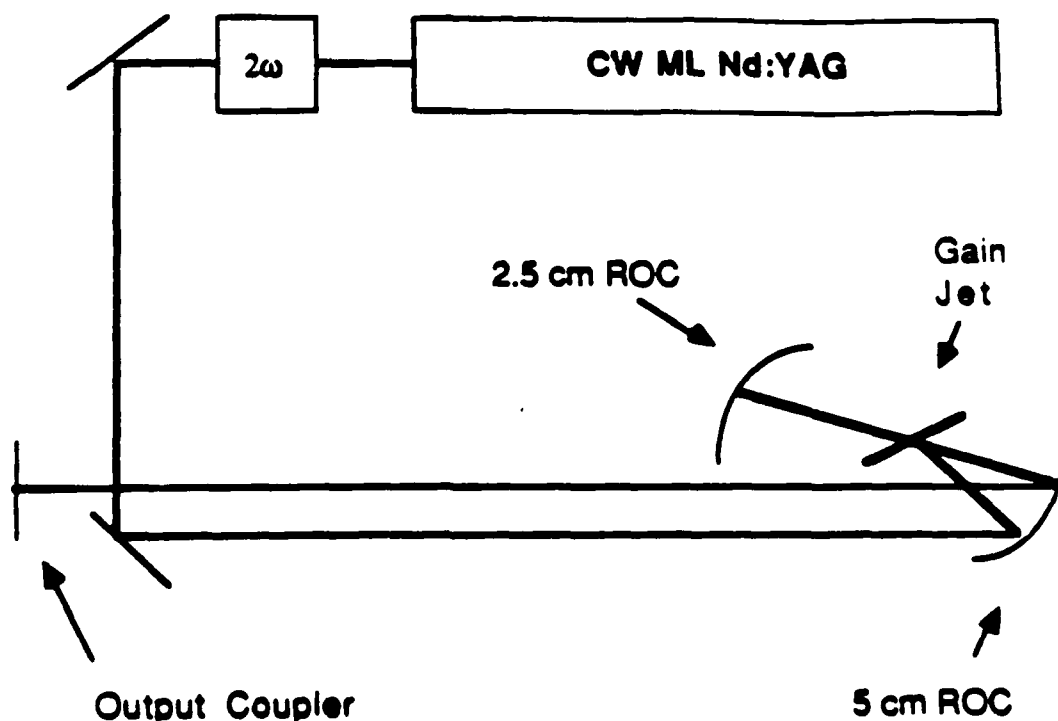 2ω
CW ML Nd:YAG
2.5 cm ROC
Gain
Jet
Output Coupler
5 cm ROC